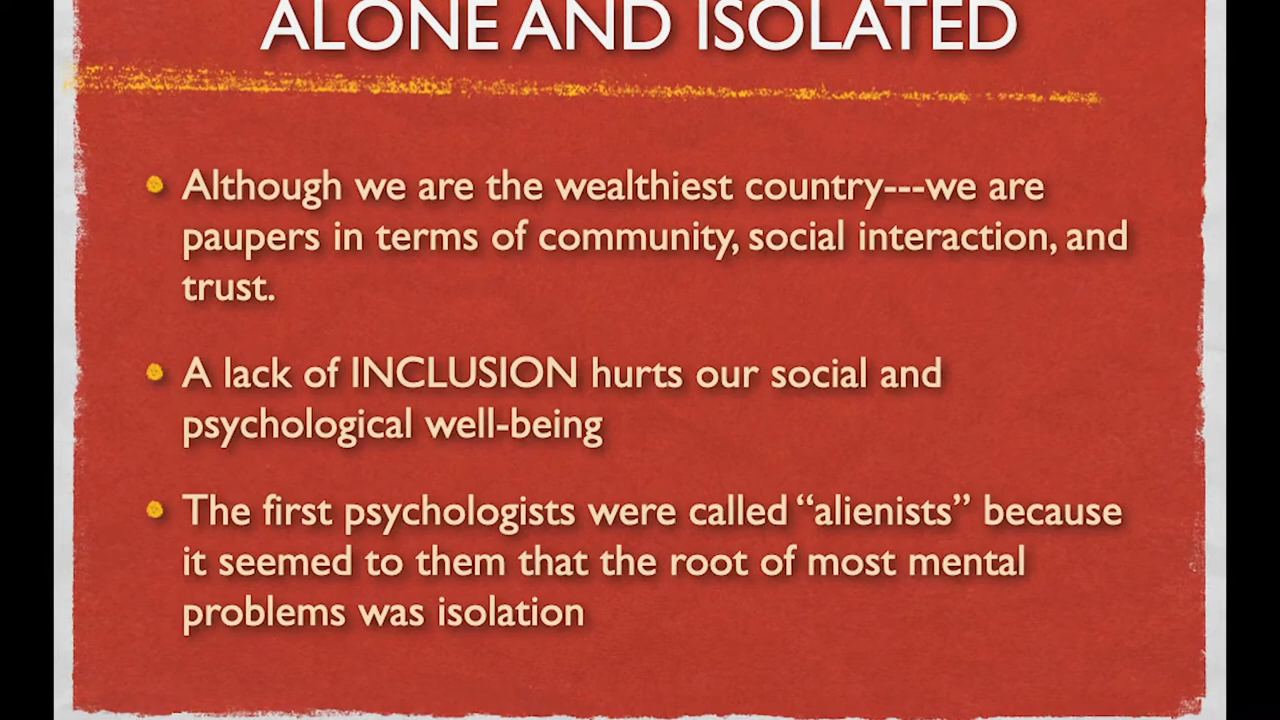 ALONE AND ISOLATED
Although we are the wealthiest country---we are
paupers in terms of community, social interaction, and
trust.
A lack of INCLUSION hurts our social and
psychological well-being
The first psychologists were called “alienists” because
it seemed to them that the root of most mental
problems was isolation